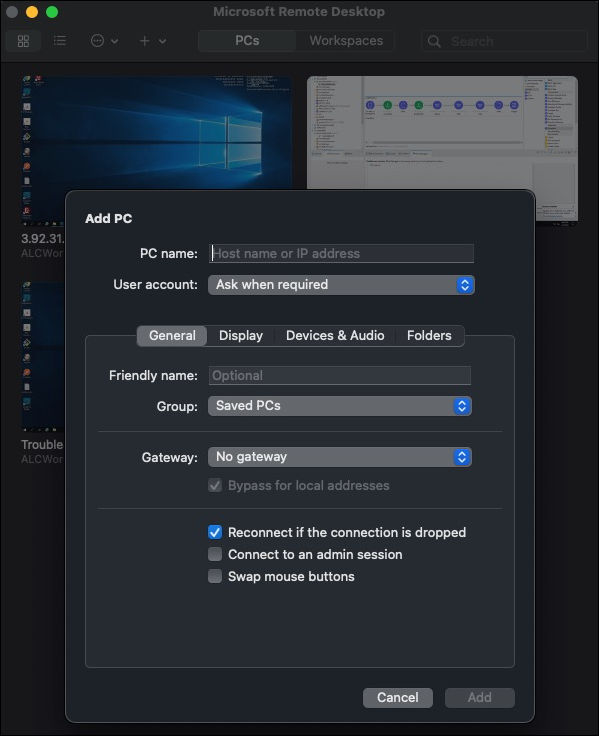 Microsoft Remote Desktop
PCs
Workspaces
Search
3.92.31.
ALCWor
Trouble
ALCWor
Add PC
PC name:
Host name or IP address
User account:
Ask when required
General
Display
Devices & Audio
Folders
Friendly name:
Optional
Group:
Saved PCs
Gateway:
No gateway
Bypass for local addresses
Reconnect if the connection is dropped
Connect to an admin session
Swap mouse buttons
Cancel
Add